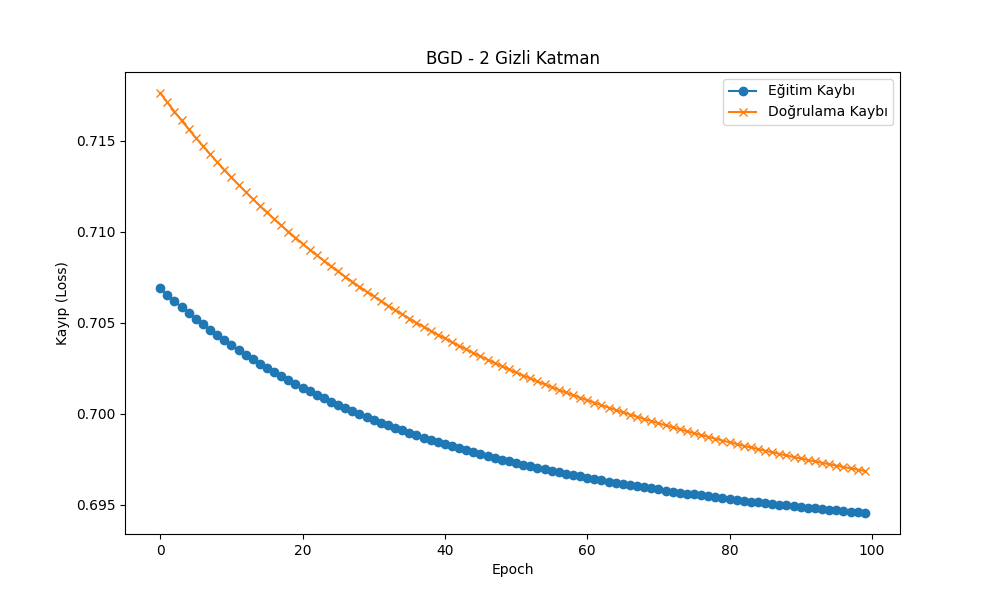 BGD - 2 Gizli Katman
Eğitim Kaybı
Doğrulama Kaybı
Kayıp (Loss)
0.715
0.710
0.705
0.700
0.695
0 20 40 60 80 100
Epoch